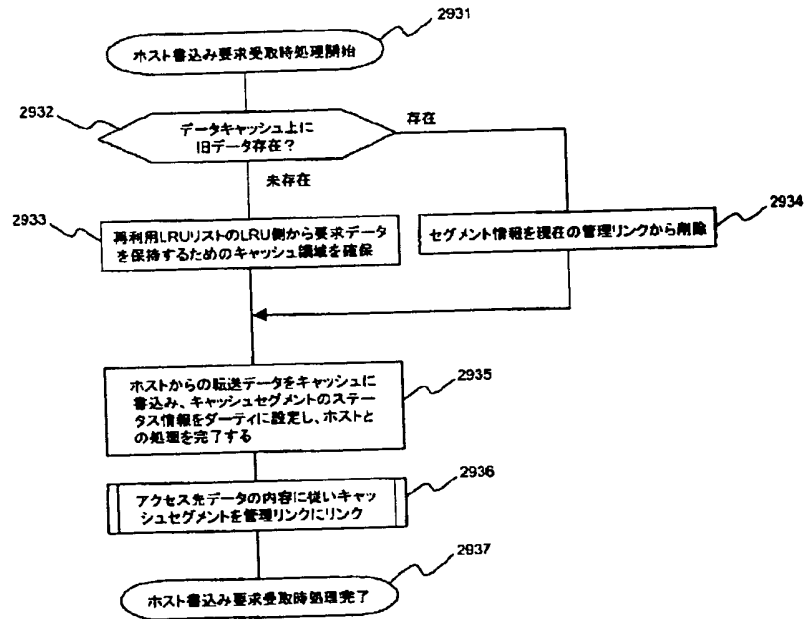 2931
ホスト書込み要求受取時処理開始
2932
データキャッシュ上に
旧データ存在？
存在
未存在
2933
再利用LRUリストのLRU側から要求データ
を保持するためのキャッシュ領域を確保
2934
セグメント情報を現在の管理リンクから削除
ホストからの転送データをキャッシュに
書込み、キャッシュセグメントのステー
タス情報をダーティに設定し、ホストと
の処理を完了する
2935
アクセス先データの内容に従いキャッ
シュセグメントを管理リンクにリンク
2936
ホスト書込み要求受取時処理完了
2937